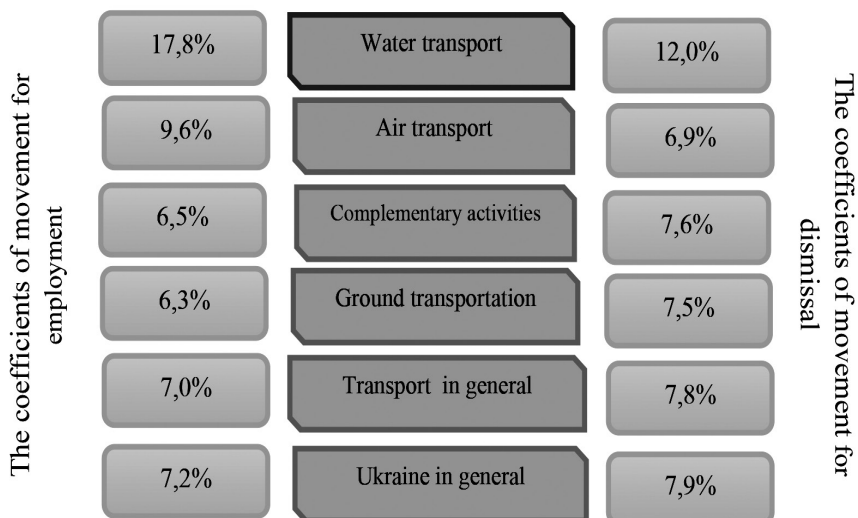 The coefficients of movement for
employment
17,8%
Water transport
12,0%
9,6%
Air transport
6,9%
6,5%
Complementary activities
7,6%
6,3%
Ground transportation
7,5%
7,0%
Transport in general
7,8%
7,2%
Ukraine in general
7,9%
The coefficients of movement for
dismissal